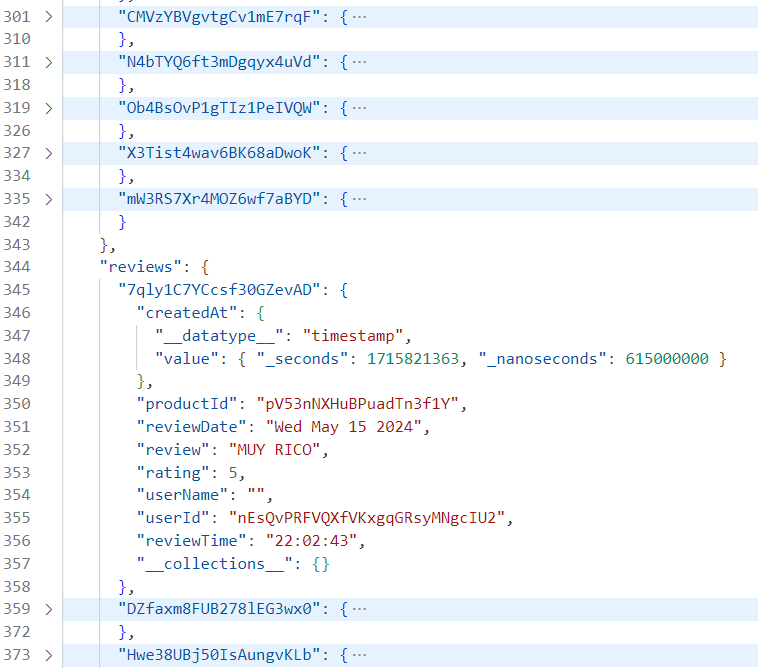 301 > "CMVzYBVgvtgCv1mE7rqF": { ...
310 },
311 > "N4bTYQ6ft3mDgqyx4uVd": { ...
318 },
319 > "Ob4BsOvP1gTIz1PeIVQW": { ...
326 },
327 > "X3Tist4wav6BK68aDwoK": { ...
334 },
335 > "mW3RS7Xr4MOZ6wf7aBYD": { ...
342 }
343 },
344 "reviews": {
345 "7qly1C7YCcsf30GZevAD": {
346 "createdAt": {
347 "__datatype__": "timestamp",
348 "value": { "_seconds": 1715821363, "_nanoseconds": 615000000 }
349 },
350 "productId": "pV53nNXHuBPuadTn3f1Y",
351 "reviewDate": "Wed May 15 2024",
352 "review": "MUY RICO",
353 "rating": 5,
354 "userName": "",
355 "userId": "nEsQvPRFVQXfVKxgqGRsyMNgcIU2",
356 "reviewTime": "22:02:43",
357 "__collections__": {}
358 },
359 > "DZfaxm8FUB278lEG3wx0": { ...
372 },
373 > "Hwe38UBj50IsAungvKLb": { ...